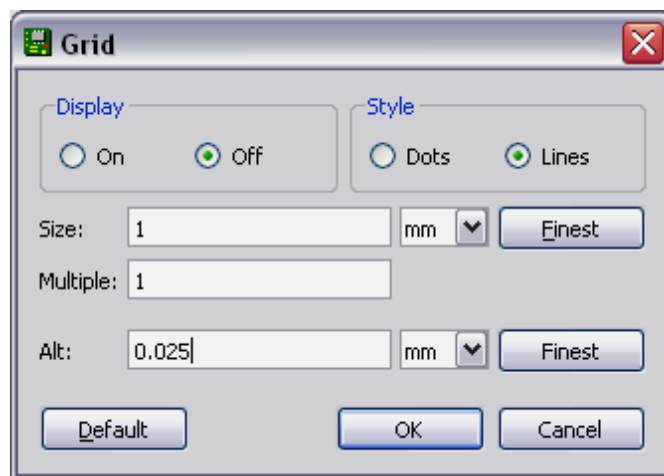 Grid
Display Style
On Off Dots Lines
Size: 1 mm Finest
Multiple: 1
Alt: 0.025 mm Finest
Default OK Cancel